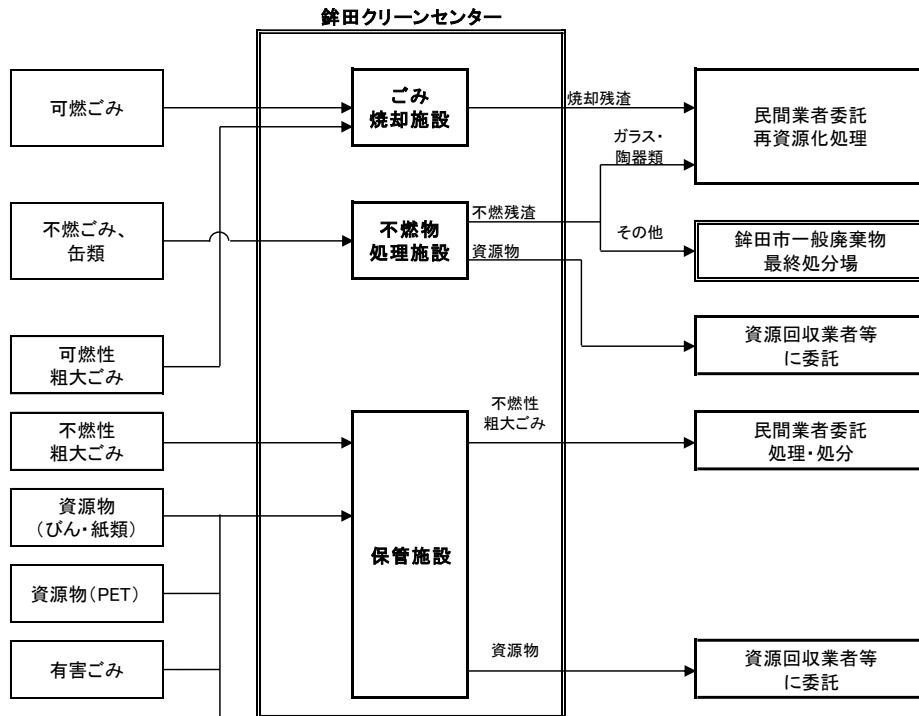 鉾田クリーンセンター
可燃ごみ
ごみ
焼却施設
焼却残渣
民間業者委託
再資源化処理
ガラス・
陶器類
不燃ごみ、
缶類
不燃物
処理施設
不燃残渣
資源物
その他
鉾田市一般廃棄物
最終処分場
可燃性
粗大ごみ
資源回収業者等
に委託
不燃性
粗大ごみ
不燃性
粗大ごみ
民間業者委託
処理・処分
資源物
（びん・紙類）
保管施設
資源物（PET）
有害ごみ
資源物
資源回収業者等
に委託